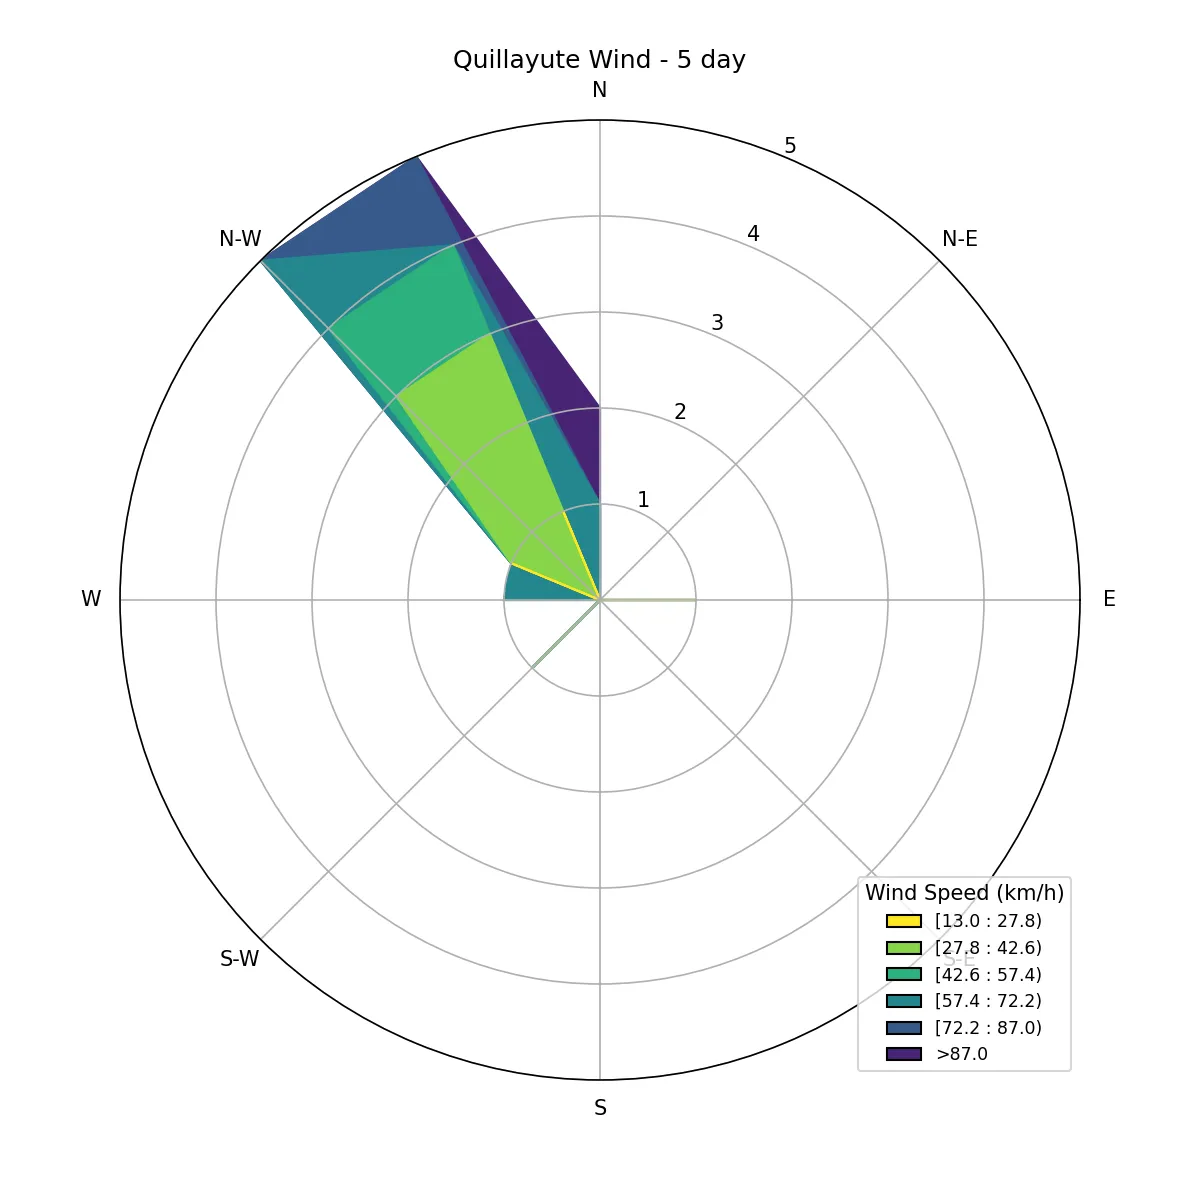 Quillayute Wind - 5 day
N
5
N-W
N-E
4
3
2
1
W
E
Wind Speed (km/h)
[13.0 : 27.8)
[27.8 : 42.6)
S-W
S-E
[42.6 : 57.4)
[57.4 : 72.2)
[72.2 : 87.0)
>87.0
S